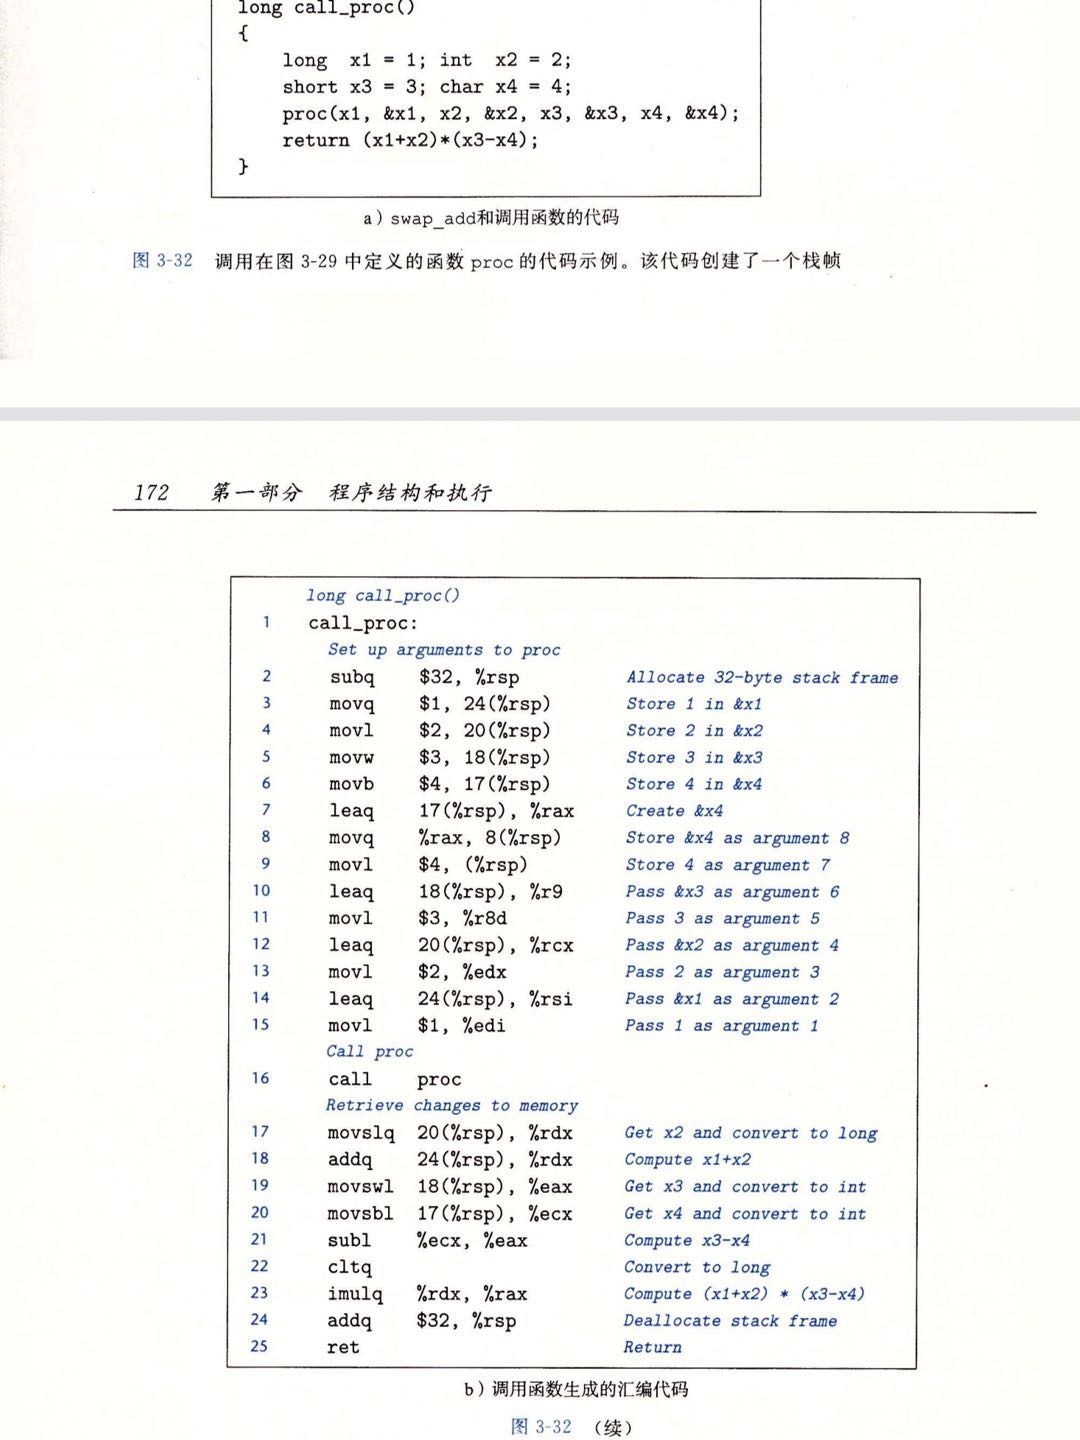 long call_proc()
{
long x1 = 1; int x2 = 2;
short x3 = 3; char x4 = 4;
proc(x1, &x1, x2, &x2, x3, &x3, x4, &x4);
return (x1+x2)*(x3-x4);
}
a) swap_add和调用函数的代码
图 3-32 调用在图 3-29 中定义的函数 proc 的代码示例。该代码创建了一个栈帧
172 第一部分 程序结构和执行
long call_proc()
1 call_proc:
Set up arguments to proc
2 subq $32, %rsp Allocate 32-byte stack frame
3 movq $1, 24(%rsp) Store 1 in &x1
4 movl $2, 20(%rsp) Store 2 in &x2
5 movw $3, 18(%rsp) Store 3 in &x3
6 movb $4, 17(%rsp) Store 4 in &x4
7 leaq 17(%rsp), %rax Create &x4
8 movq %rax, 8(%rsp) Store &x4 as argument 8
9 movl $4, (%rsp) Store 4 as argument 7
10 leaq 18(%rsp), %r9 Pass &x3 as argument 6
11 movl $3, %r8d Pass 3 as argument 5
12 leaq 20(%rsp), %rcx Pass &x2 as argument 4
13 movl $2, %edx Pass 2 as argument 3
14 leaq 24(%rsp), %rsi Pass &x1 as argument 2
15 movl $1, %edi Pass 1 as argument 1
Call proc
16 call proc
Retrieve changes to memory
17 movslq 20(%rsp), %rdx Get x2 and convert to long
18 addq 24(%rsp), %rdx Compute x1+x2
19 movswl 18(%rsp), %eax Get x3 and convert to int
20 movsbl 17(%rsp), %ecx Get x4 and convert to int
21 subl %ecx, %eax Compute x3-x4
22 cltq Convert to long
23 imulq %rdx, %rax Compute (x1+x2) * (x3-x4)
24 addq $32, %rsp Deallocate stack frame
25 ret Return
b) 调用函数生成的汇编代码
图 3-32 (续)